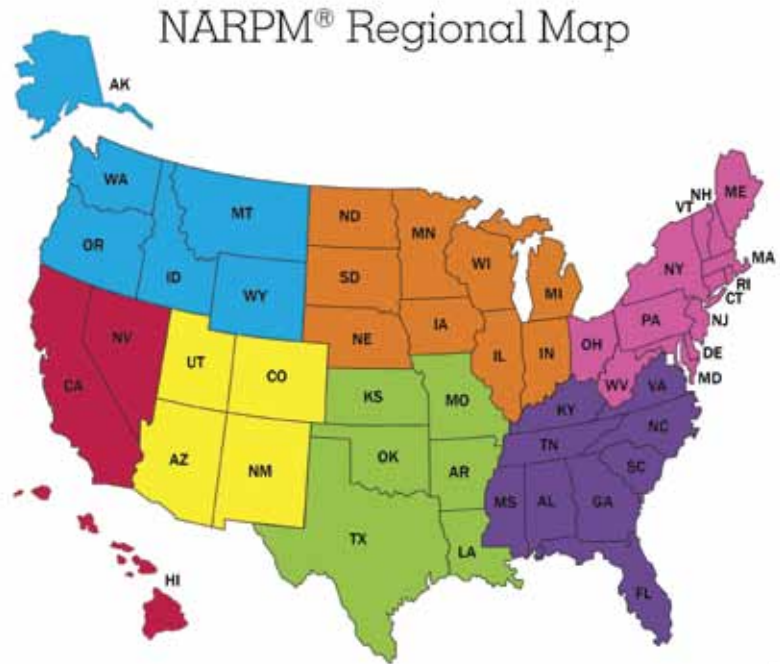 NARPM® Regional Map
AK
WA
MT
ND
MN
OR
ID
WY
SD
WI
MI
NH
VT
ME
NY
MA
RI
CT
NV
UT
CO
NE
IA
IL
IN
OH
PA
NJ
DE
MD
CA
AZ
NM
KS
MO
KY
WV
VA
OK
AR
TN
NC
SC
TX
LA
MS
AL
GA
FL
HI